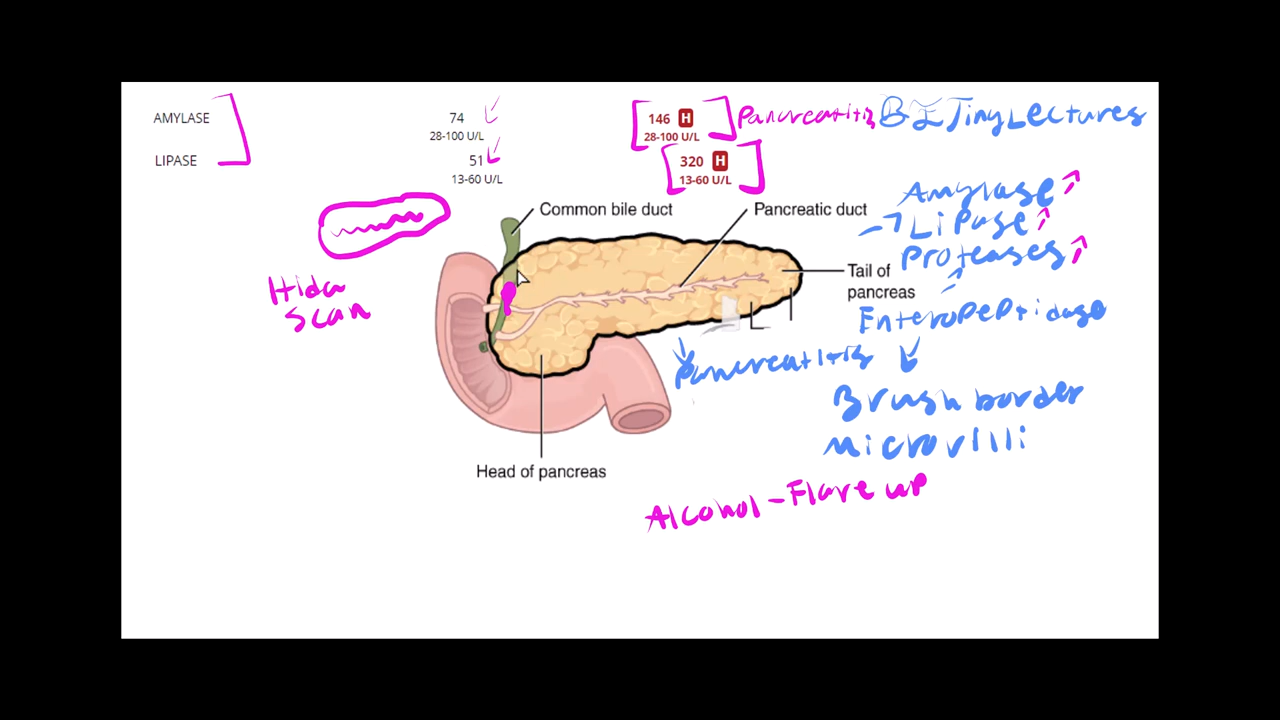 AMYLASE
74
28-100 U/L
146 H
28-100 U/L
Pancreatitis
BI TinyLectures
LIPASE
51
13-60 U/L
320 H
13-60 U/L
Amylase
Lipase
Proteases
Common bile duct
Pancreatic duct
Tail of
pancreas
Hida
Scan
Enteropeptidase
Pancreatitis
Brush border
Microvilli
Head of pancreas
Alcohol - Flare up